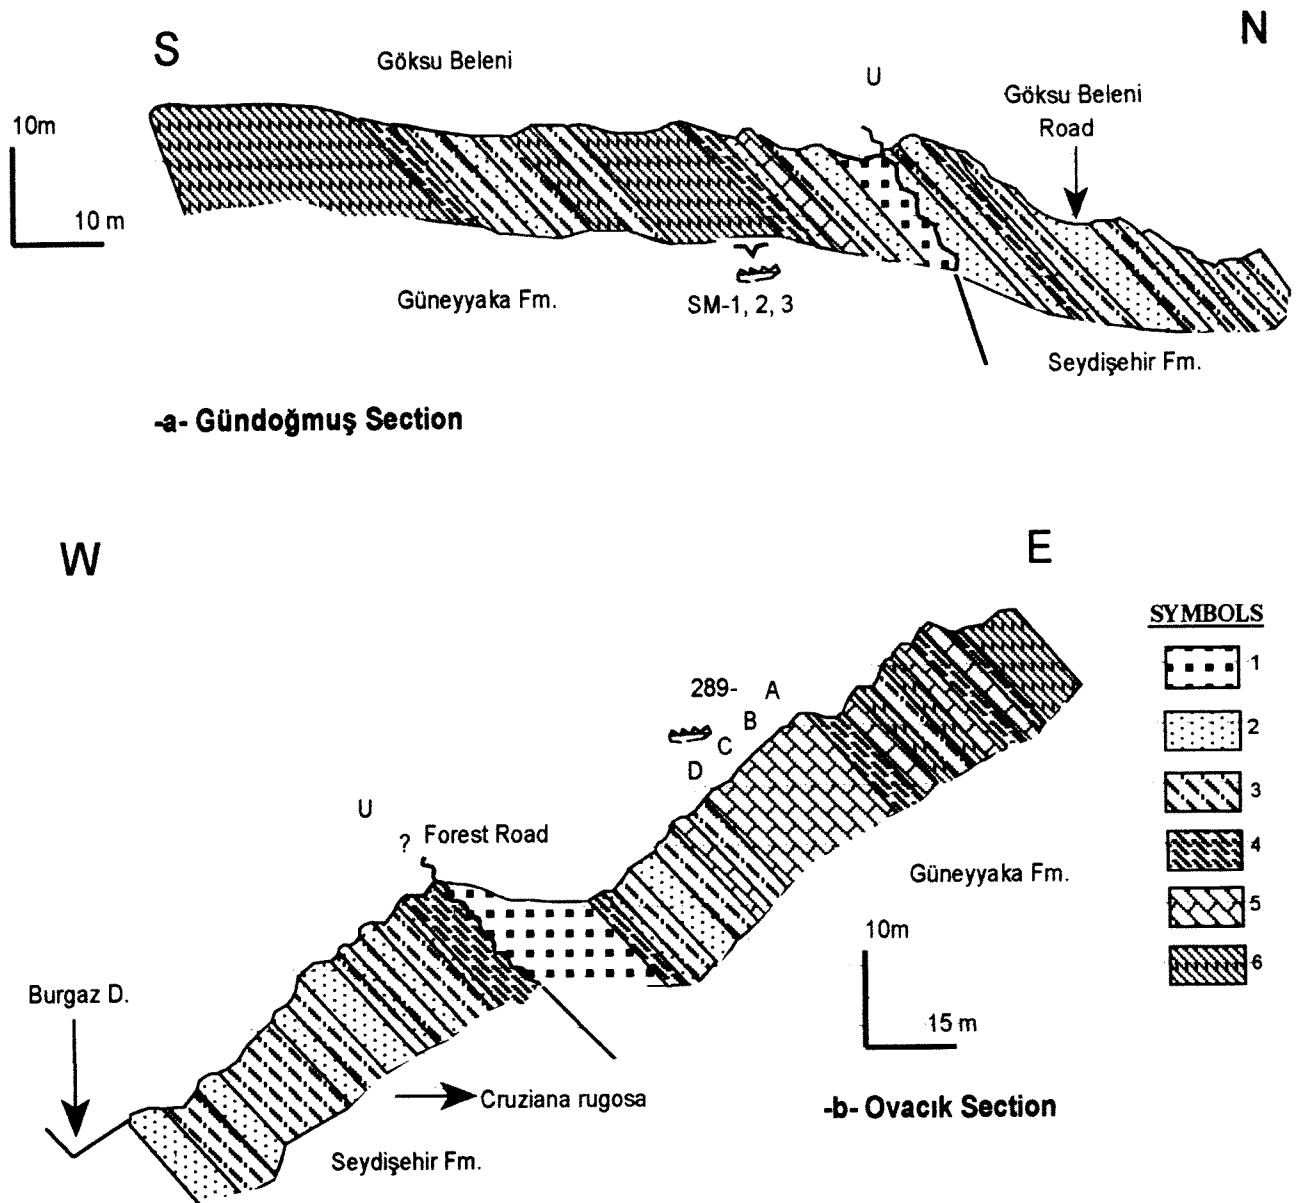 S
N
Göksu Beleni
U
Göksu Beleni
Road
10m
10 m
Güneyyaka Fm.
SM-1, 2, 3
Seydişehir Fm.
-a- Gündoğmuş Section
W
E
SYMBOLS
1
2
3
4
5
6
289- A
B
C
D
U
? Forest Road
Güneyyaka Fm.
10m
15 m
Burgaz D.
Cruziana rugosa
-b- Ovacık Section
Seydişehir Fm.